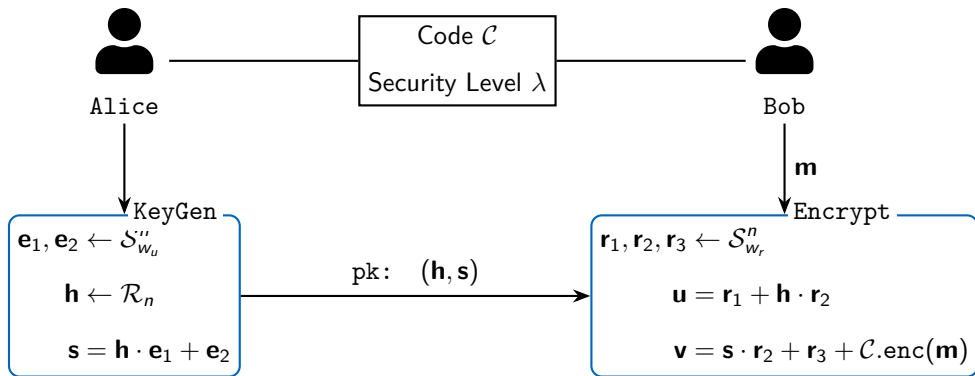 Code 𝒞
Security Level λ
Alice
Bob
m
KeyGen
e₁, e₂ ← 𝒮ⁿ_{w_u}
h ← ℛₙ
s = h · e₁ + e₂
pk: (h, s)
Encrypt
r₁, r₂, r₃ ← 𝒮ⁿ_{w_r}
u = r₁ + h · r₂
v = s · r₂ + r₃ + 𝒞.enc(m)